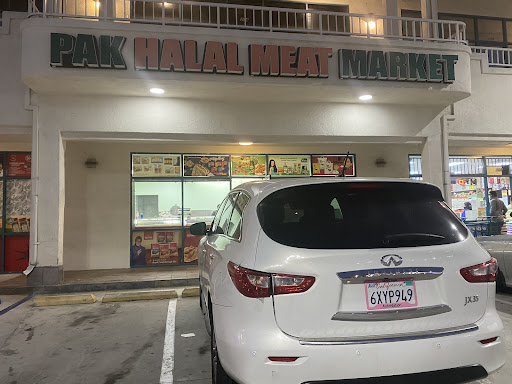 PAK HALAL MEAT MARKET
California
6XYP949
JX35